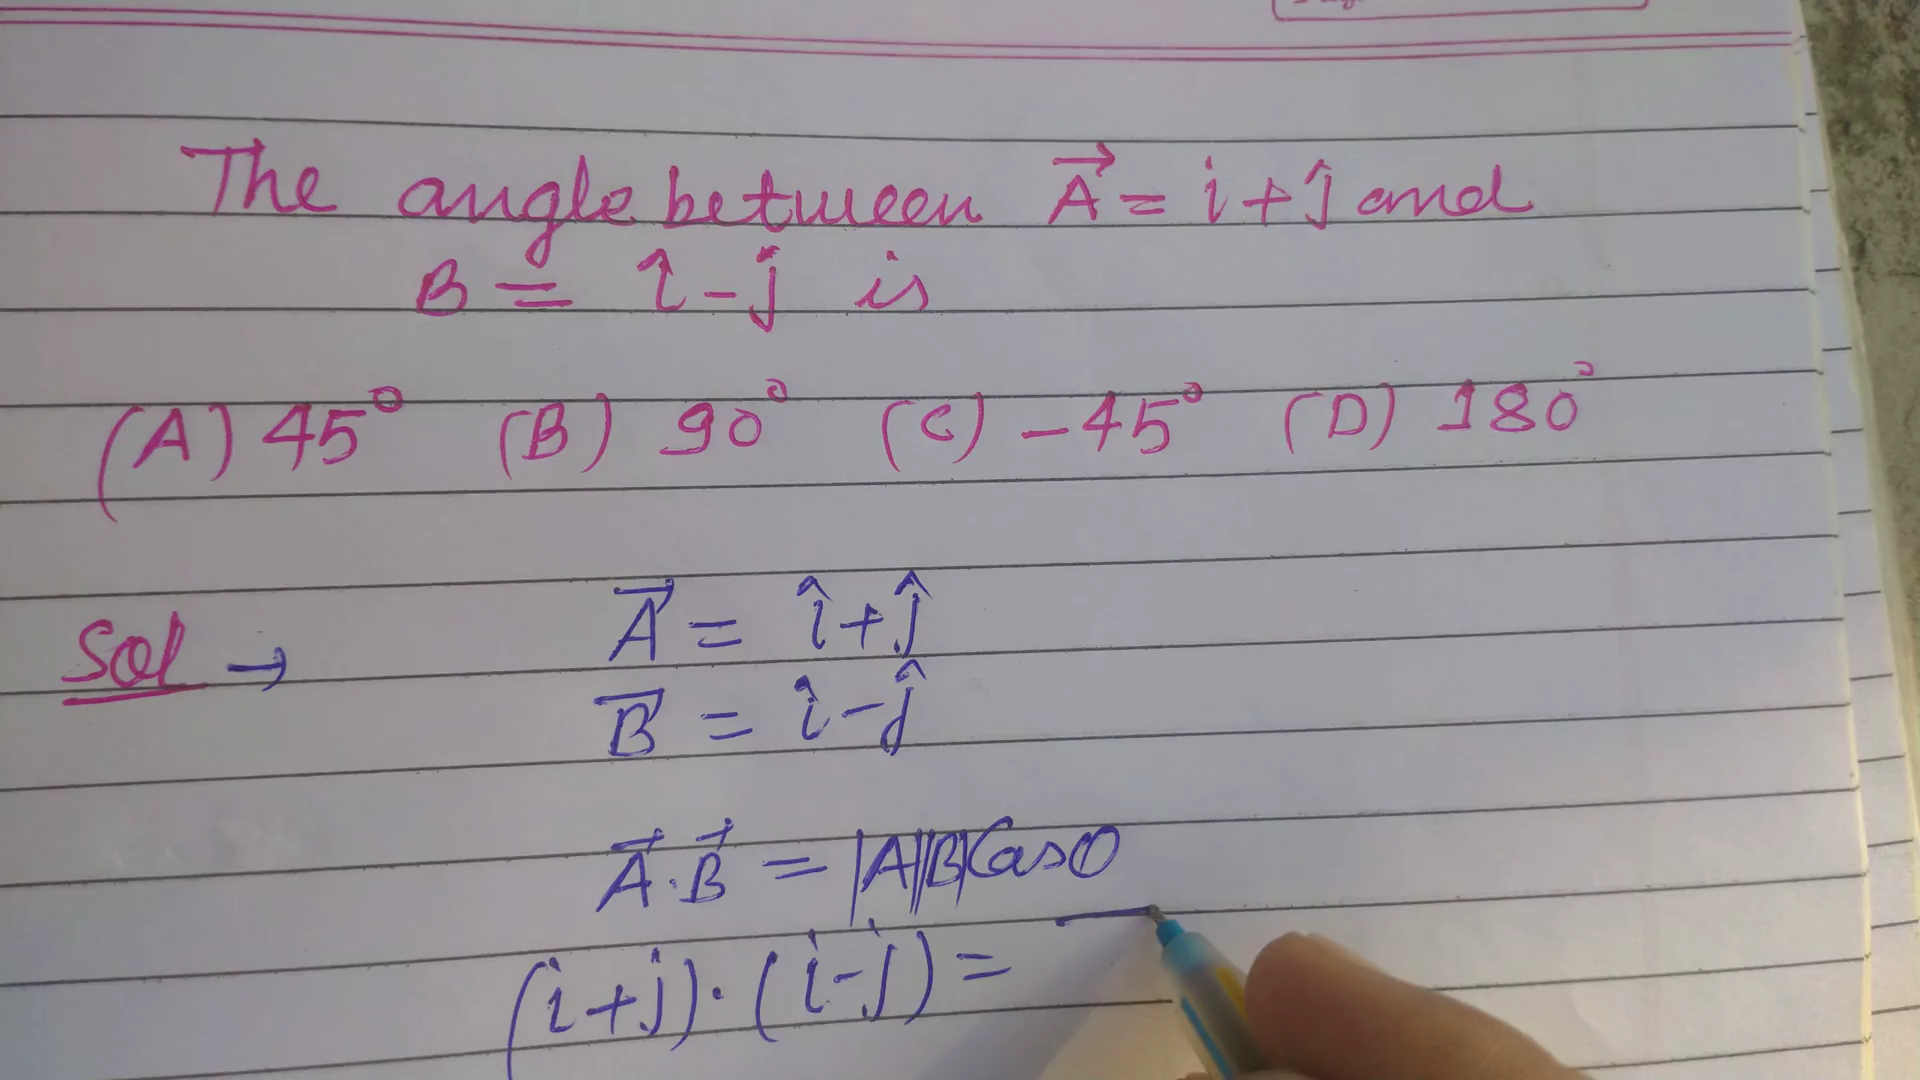 The angle between A⃗ = i + ĵ and
B = î - j is
(A) 45° (B) 90° (C) -45° (D) 180°
Sol → A⃗ = î + ĵ
B⃗ = î - ĵ
A⃗.B⃗ = |A||B|Cosθ
(i+j)·(i-j) =